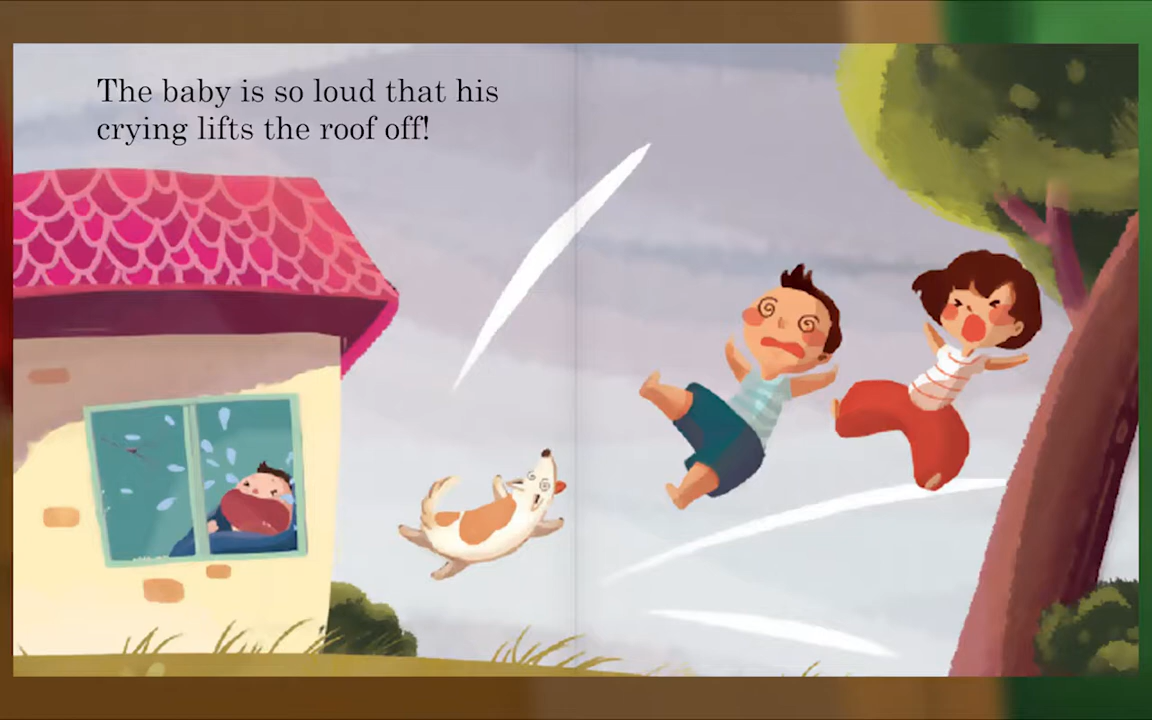 The baby is so loud that his
crying lifts the roof off!